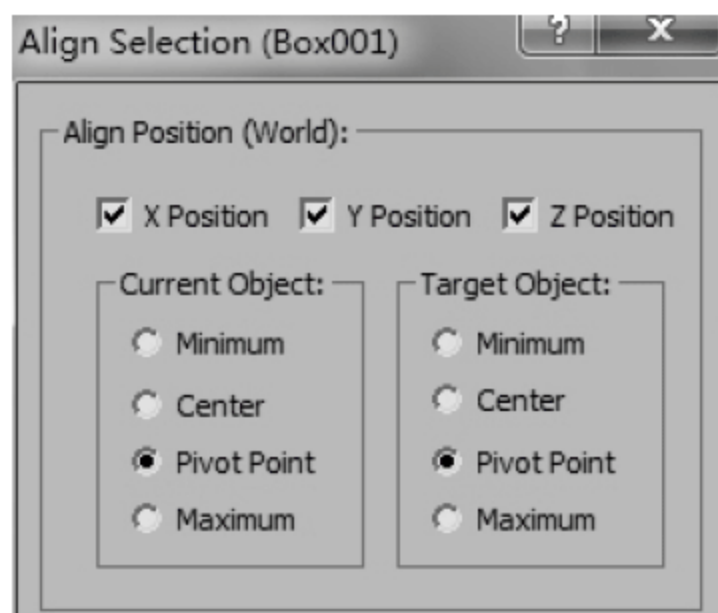 Align Selection (Box001)
?
Align Position (World):
X Position Y Position Z Position
Current Object: Target Object:
Minimum Minimum
Center Center
Pivot Point Pivot Point
Maximum Maximum